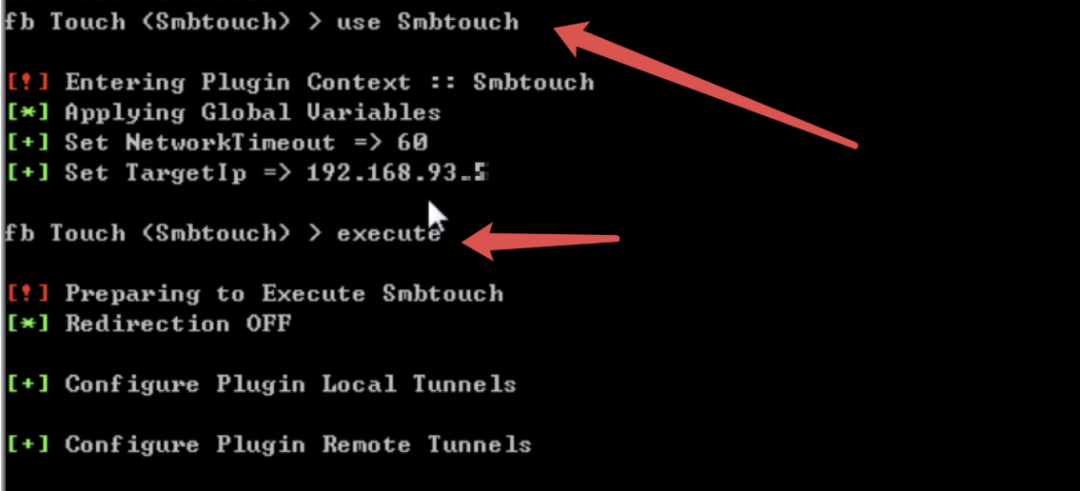 fb Touch (Smbtouch) > use Smbtouch
[!] Entering Plugin Context :: Smbtouch
[*] Applying Global Variables
[+] Set NetworkTimeout => 60
[+] Set TargetIp => 192.168.93.5
fb Touch (Smbtouch) > execute
[!] Preparing to Execute Smbtouch
[*] Redirection OFF
[+] Configure Plugin Local Tunnels
[+] Configure Plugin Remote Tunnels